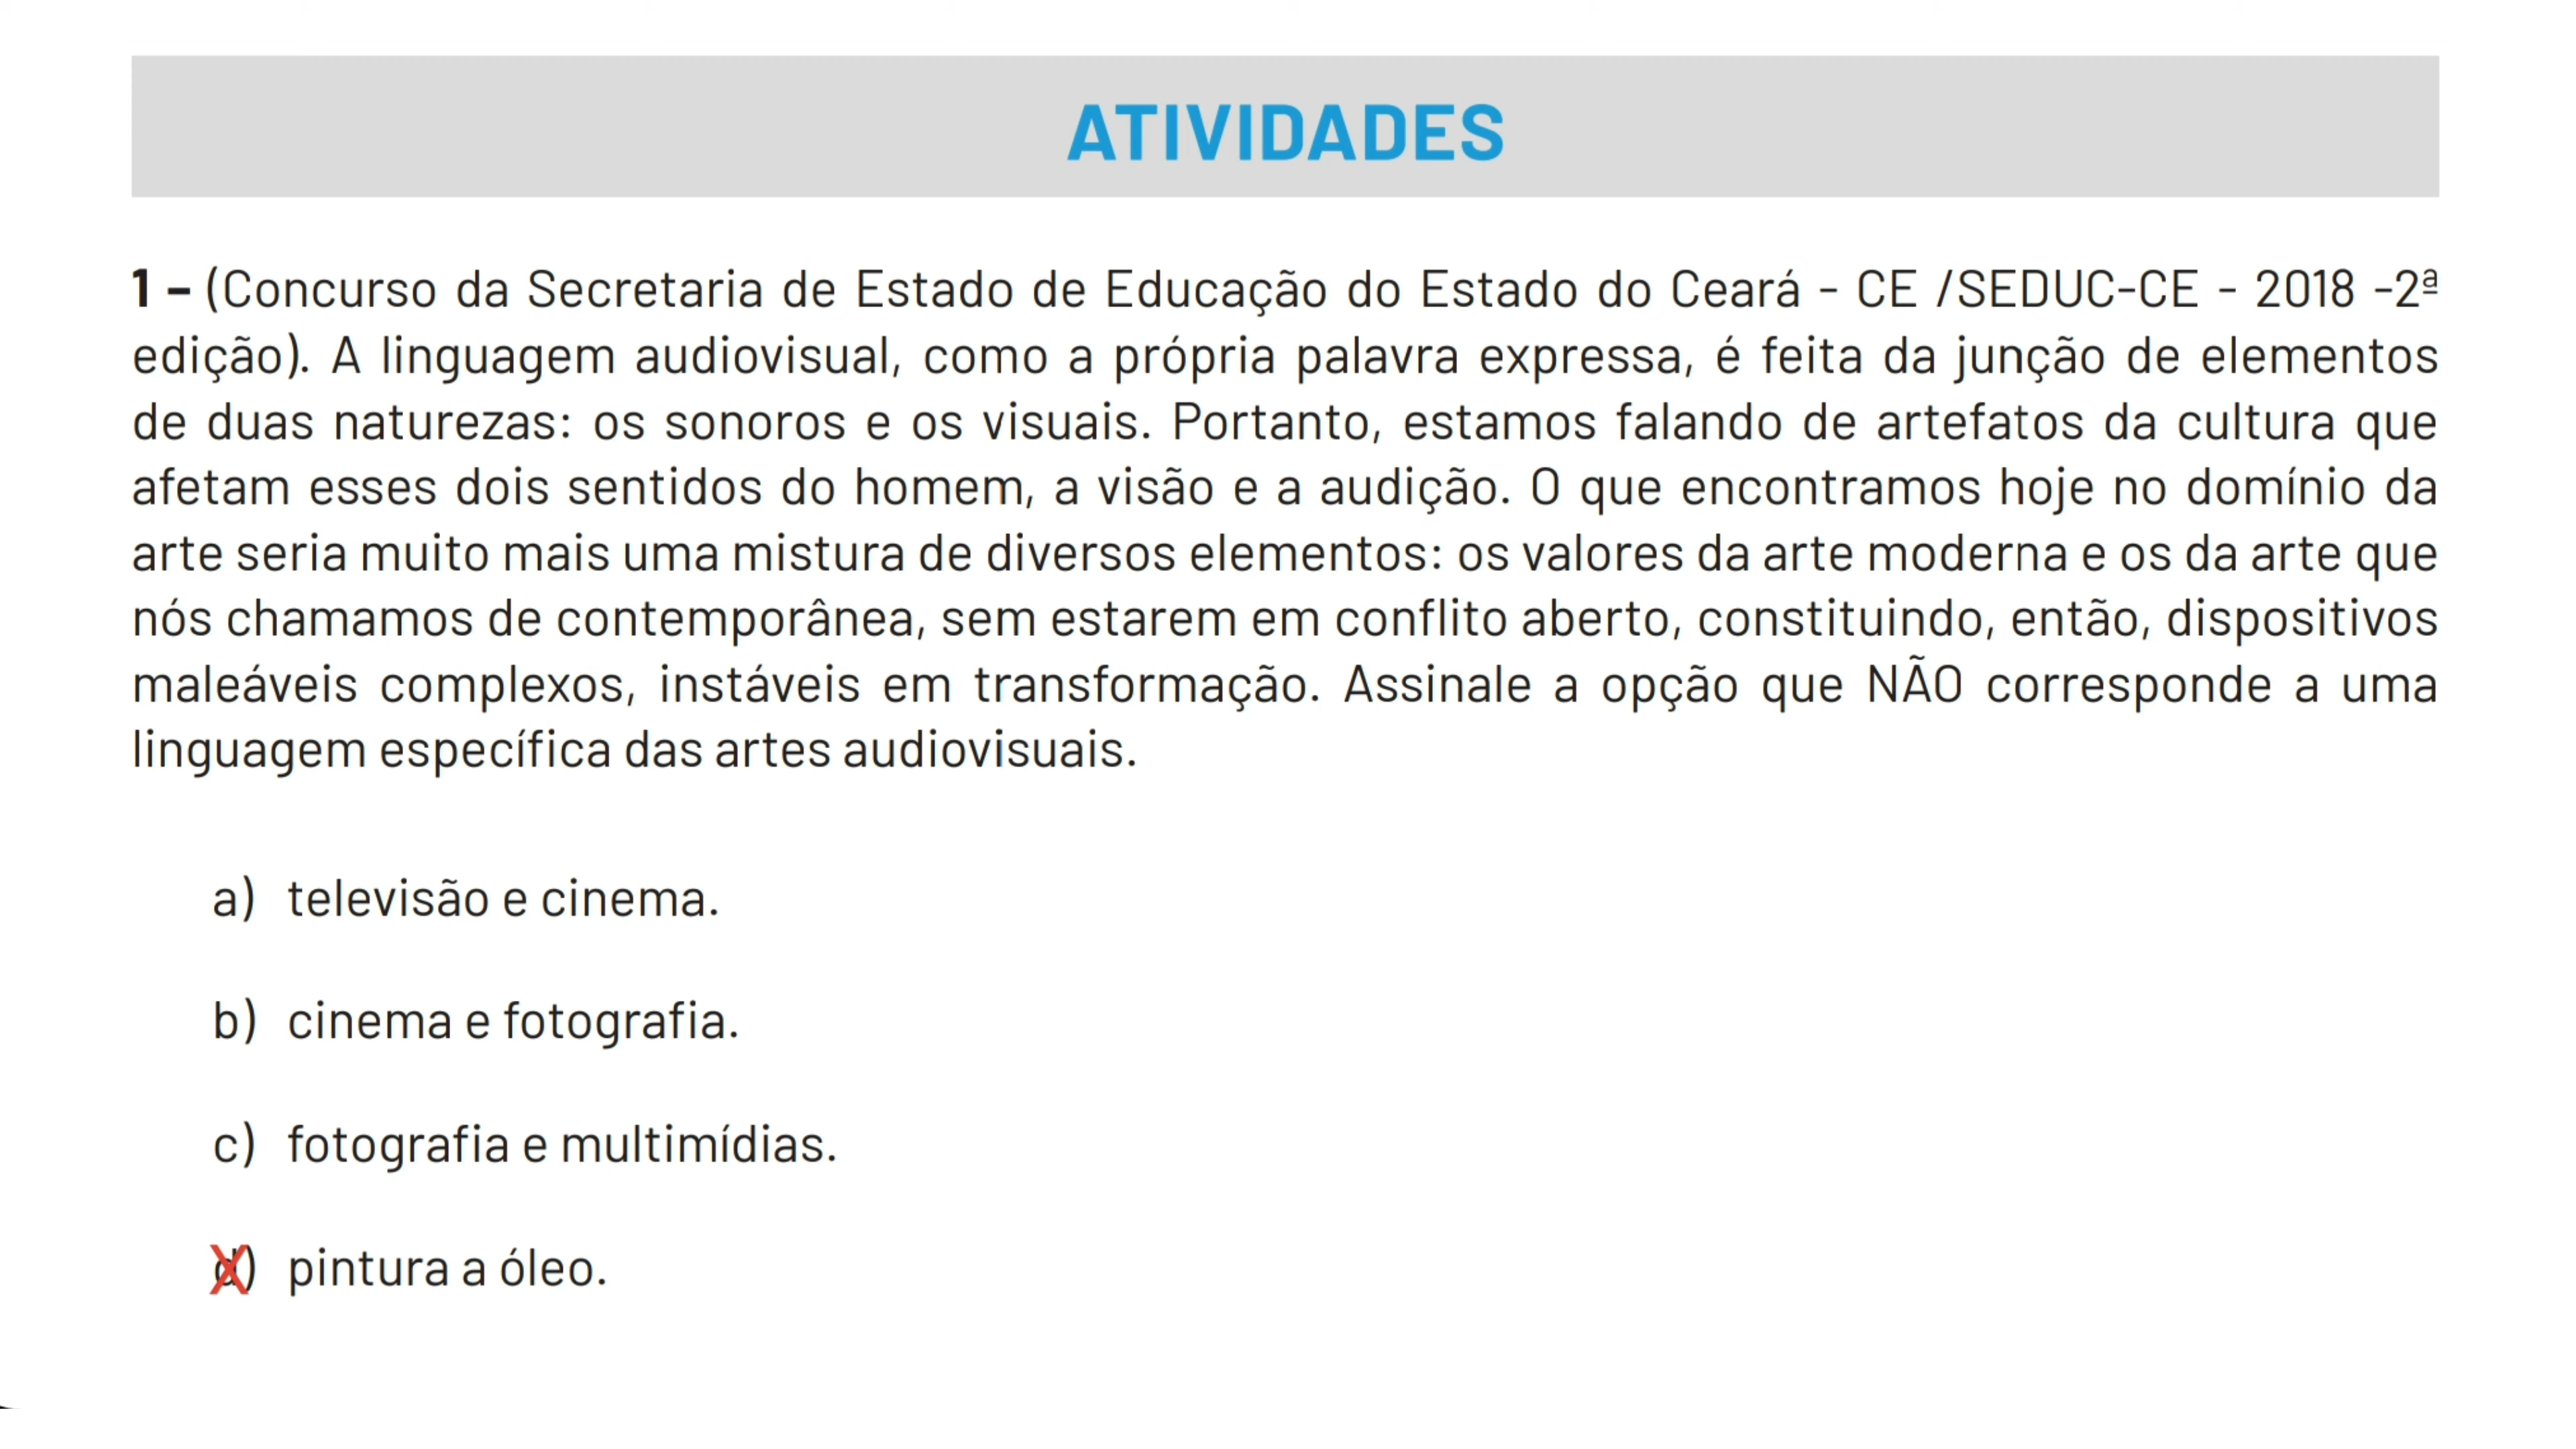 ATIVIDADES
1 – (Concurso da Secretaria de Estado de Educação do Estado do Ceará - CE /SEDUC-CE - 2018 -2ª
edição). A linguagem audiovisual, como a própria palavra expressa, é feita da junção de elementos
de duas naturezas: os sonoros e os visuais. Portanto, estamos falando de artefatos da cultura que
afetam esses dois sentidos do homem, a visão e a audição. O que encontramos hoje no domínio da
arte seria muito mais uma mistura de diversos elementos: os valores da arte moderna e os da arte que
nós chamamos de contemporânea, sem estarem em conflito aberto, constituindo, então, dispositivos
maleáveis complexos, instáveis em transformação. Assinale a opção que NÃO corresponde a uma
linguagem específica das artes audiovisuais.
a) televisão e cinema.
b) cinema e fotografia.
c) fotografia e multimídias.
d) pintura a óleo.